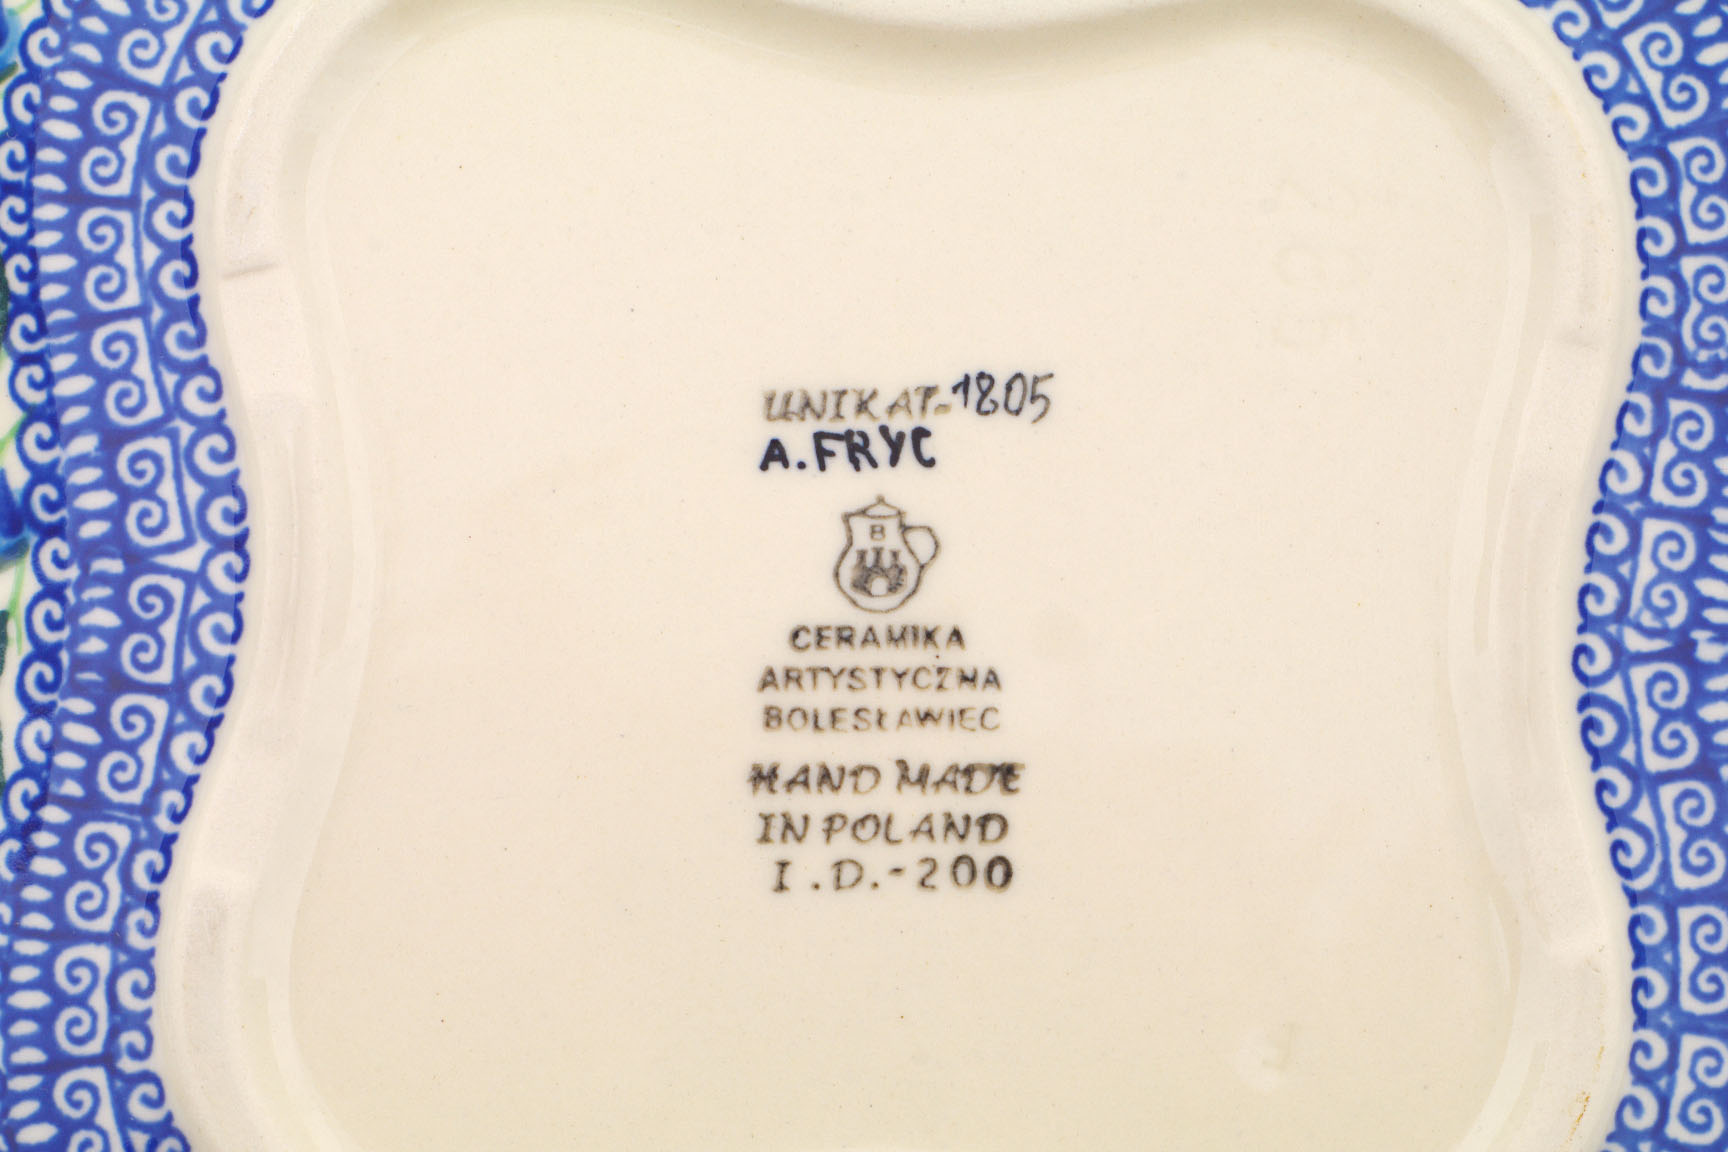 UNIKAT-1805
A.FRYC
B
CERAMIKA
ARTYSTYCZNA
BOLESŁAWIEC
HAND MADE
IN POLAND
I.D.-200